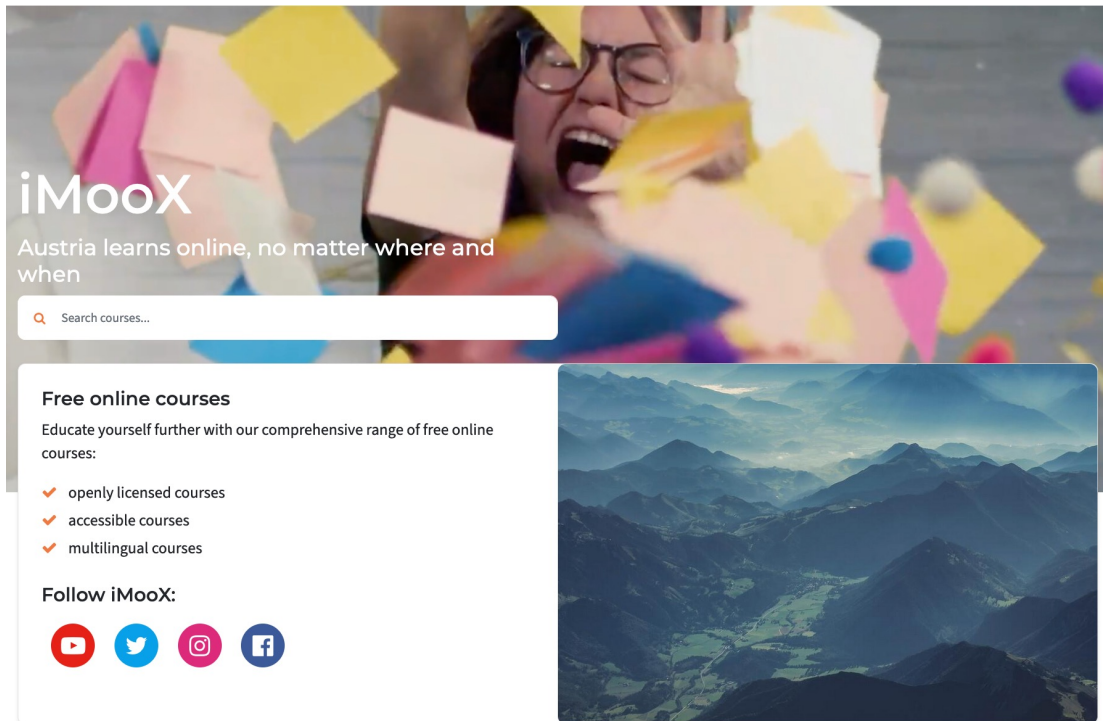 iMooX
Austria learns online, no matter where and
when
Search courses...
Free online courses
Educate yourself further with our comprehensive range of free online
courses:
openly licensed courses
accessible courses
multilingual courses
Follow iMooX: